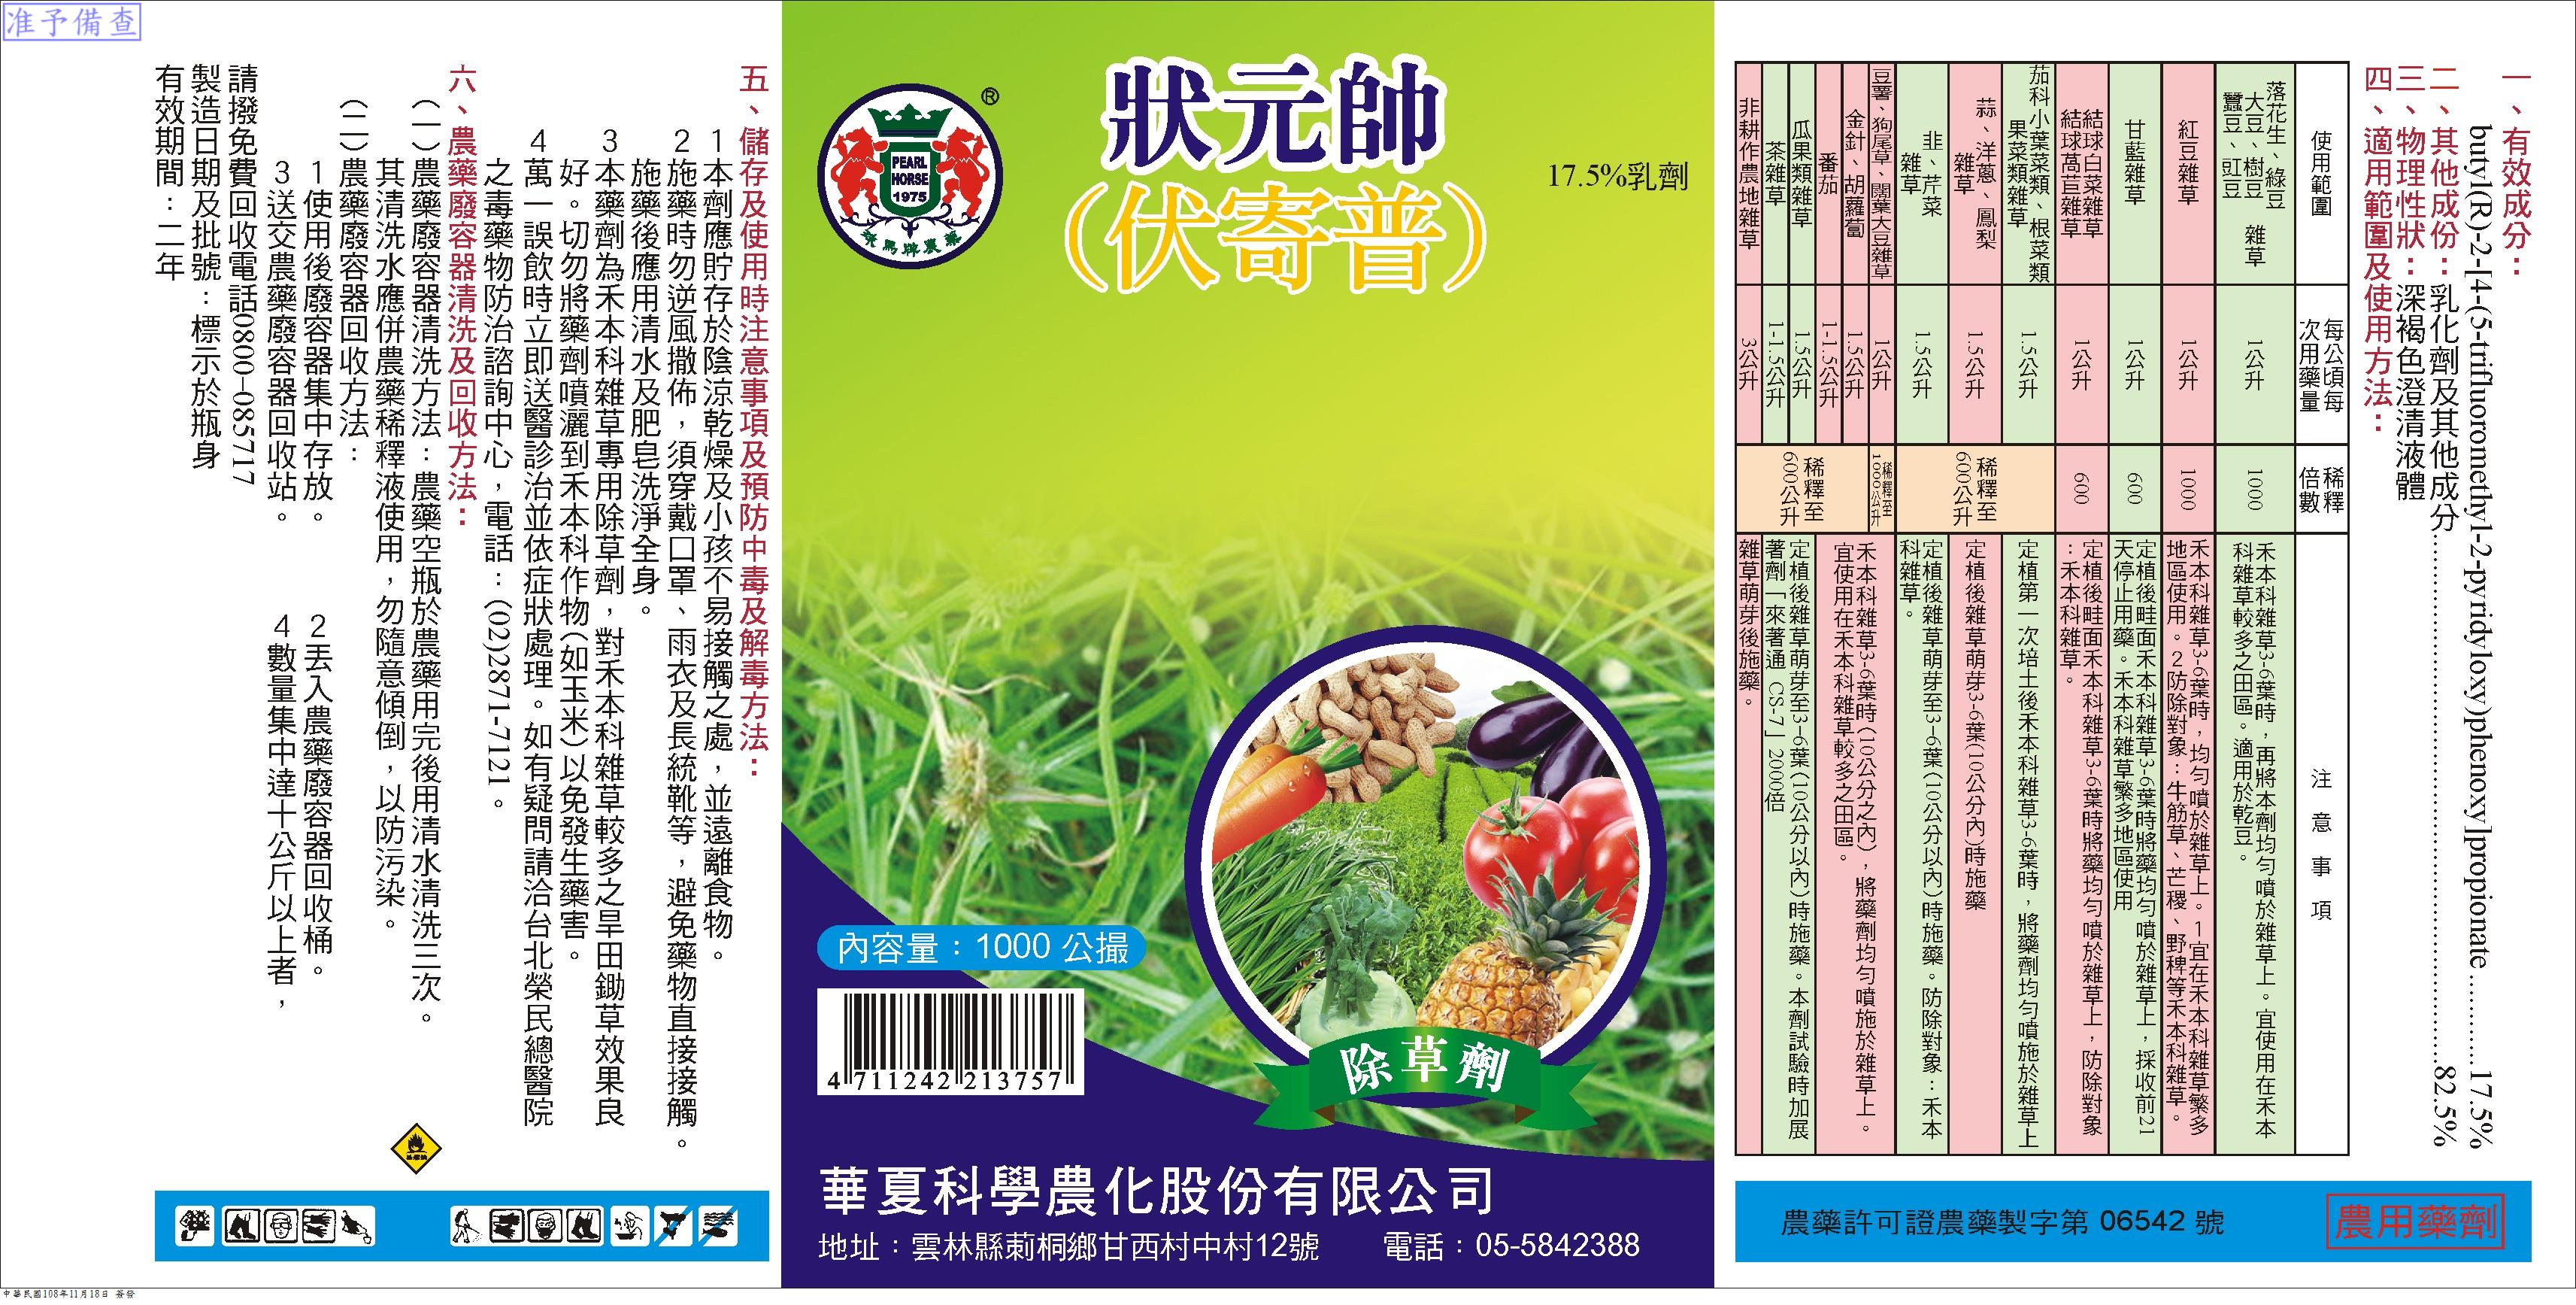 准予備查
五、儲存及使用時注意事項及預防中毒及解毒方法：
1本劑應貯存於陰涼乾燥及小孩不易接觸之處，並遠離食物。
2施藥時勿逆風撒佈，須穿戴口罩、雨衣及長統靴等，避免藥物直接接觸。
施藥後應用清水及肥皂洗淨全身。
3本藥劑為禾本科雜草專用除草劑，對禾本科雜草較多之旱田鋤草效果良
好。切勿將藥劑噴灑到禾本科作物(如玉米)以免發生藥害。
4萬一誤飲時立即送醫診治並依症狀處理。如有疑問請洽台北榮民總醫院
之毒藥物防治諮詢中心，電話：(02)2871-7121。
六、農藥廢容器清洗及回收方法：
(一)農藥廢容器清洗方法：農藥空瓶於農藥用完後用清水清洗三次。
其清洗水應併農藥稀釋液使用，勿隨意傾倒，以防污染。
(二)農藥廢容器回收方法：
1使用後廢容器集中存放。 2丟入農藥廢容器回收桶。
3送交農藥廢容器回收站。 4數量集中達十公斤以上者，
請撥免費回收電話0800-085717
製造日期及批號：標示於瓶身
有效期間：二年
狀元帥
(伏寄普)
17.5%乳劑
®
PEARL
HORSE
1975
珠馬牌農藥
內容量：1000 公撮
4 711242 213757
除草劑
華夏科學農化股份有限公司
地址：雲林縣莿桐鄉甘西村中村12號 電話：05-5842388
一、有效成分：
butyl(R)-2-[4-(5-trifluoromethyl-2-pyridyloxy)phenoxy]propionate...........17.5%
二、其他成份：乳化劑及其他成分...........82.5%
三、物理性狀：深褐色澄清液體
四、適用範圍及使用方法：
使用範圍 每公頃每次用藥量 稀釋倍數 注意事項
落花生、綠豆 大豆、樹豆 蠶豆、豇豆 雜草 1公升 1000 禾本科雜草3-6葉時，再將本劑均勻噴於雜草上。宜使用在禾本科雜草較多之田區。適用於乾豆。
紅豆雜草 1公升 1000 禾本科雜草3-6葉時，均勻噴於雜草上。1宜在禾本科雜草繁多地區使用。2防除對象：牛筋草、芒稷、野稗等禾本科雜草。
甘藍雜草 1公升 600 定植後畦面禾本科雜草3-6葉時將藥均勻噴於雜草上，採收前21天停止用藥。禾本科雜草繁多地區使用
結球白菜雜草 結球萵苣雜草 1公升 600 定植後畦面禾本科雜草3-6葉時將藥均勻噴於雜草上，防除對象：禾本科雜草。
茄科小葉菜類、根菜類 果菜類雜草 1.5公升 稀釋至600公升 定植第一次培土後禾本科雜草3-6葉時，將藥劑均勻噴施於雜草上
蒜、洋蔥、鳳梨 雜草 1.5公升 定植後雜草萌芽3-6葉(10公分內)時施藥
韭、芹菜 雜草 1.5公升 定植後雜草萌芽至3-6葉(10公分以內)時施藥。防除對象：禾本科雜草。
豆薯、狗尾草、闊葉大豆雜草 1公升 稀釋至1000公升 禾本科雜草3-6葉時(10公分之內)，將藥劑均勻噴施於雜草上。宜使用在禾本科雜草較多之田區。
金針、胡蘿蔔 1.5公升 稀釋至600公升
番茄 1-1.5公升
瓜果類雜草 1.5公升 定植後雜草萌芽至3-6葉(10公分以內)時施藥。本劑試驗時加展著劑「來著通 CS-7」2000倍
茶雜草 1-1.5公升
非耕作農地雜草 3公升 雜草萌芽後施藥。
農藥許可證農藥製字第 06542 號
農用藥劑
中華民國108年11月18日 簽發